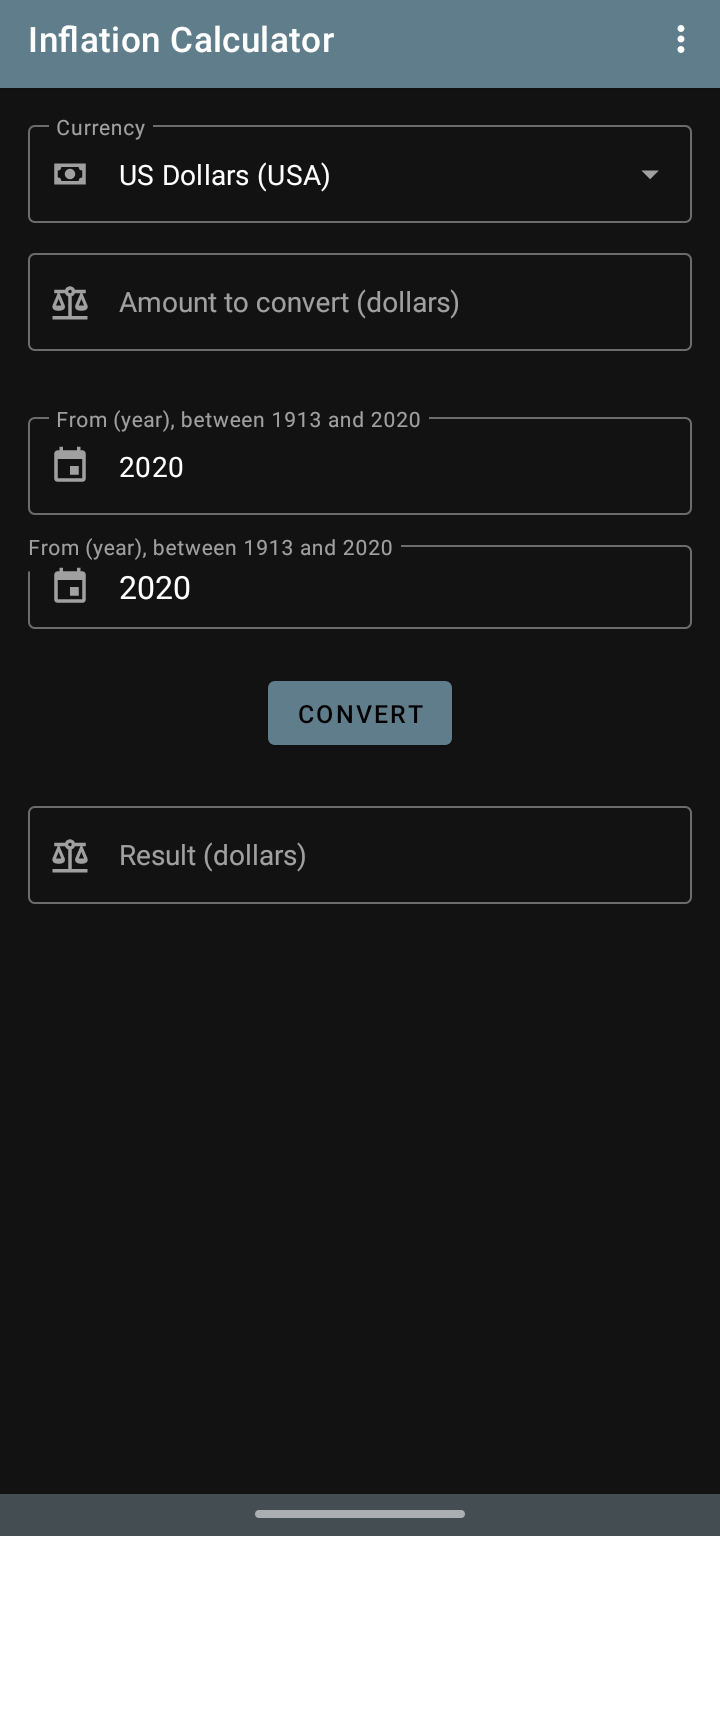 Inflation Calculator
Currency
US Dollars (USA)
Amount to convert (dollars)
From (year), between 1913 and 2020
2020
From (year), between 1913 and 2020
2020
CONVERT
Result (dollars)